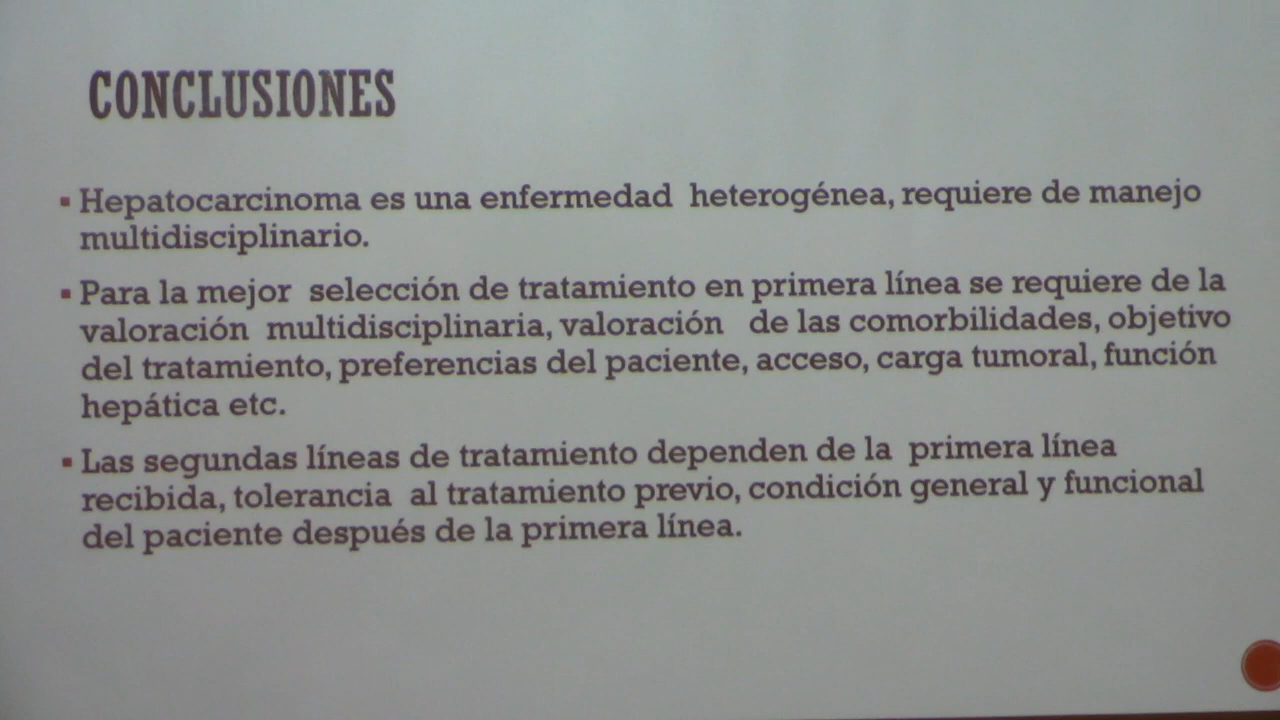 CONCLUSIONES
▪ Hepatocarcinoma es una enfermedad heterogénea, requiere de manejo
multidisciplinario.
▪ Para la mejor selección de tratamiento en primera línea se requiere de la
valoración multidisciplinaria, valoración de las comorbilidades, objetivo
del tratamiento, preferencias del paciente, acceso, carga tumoral, función
hepática etc.
▪ Las segundas líneas de tratamiento dependen de la primera línea
recibida, tolerancia al tratamiento previo, condición general y funcional
del paciente después de la primera línea.